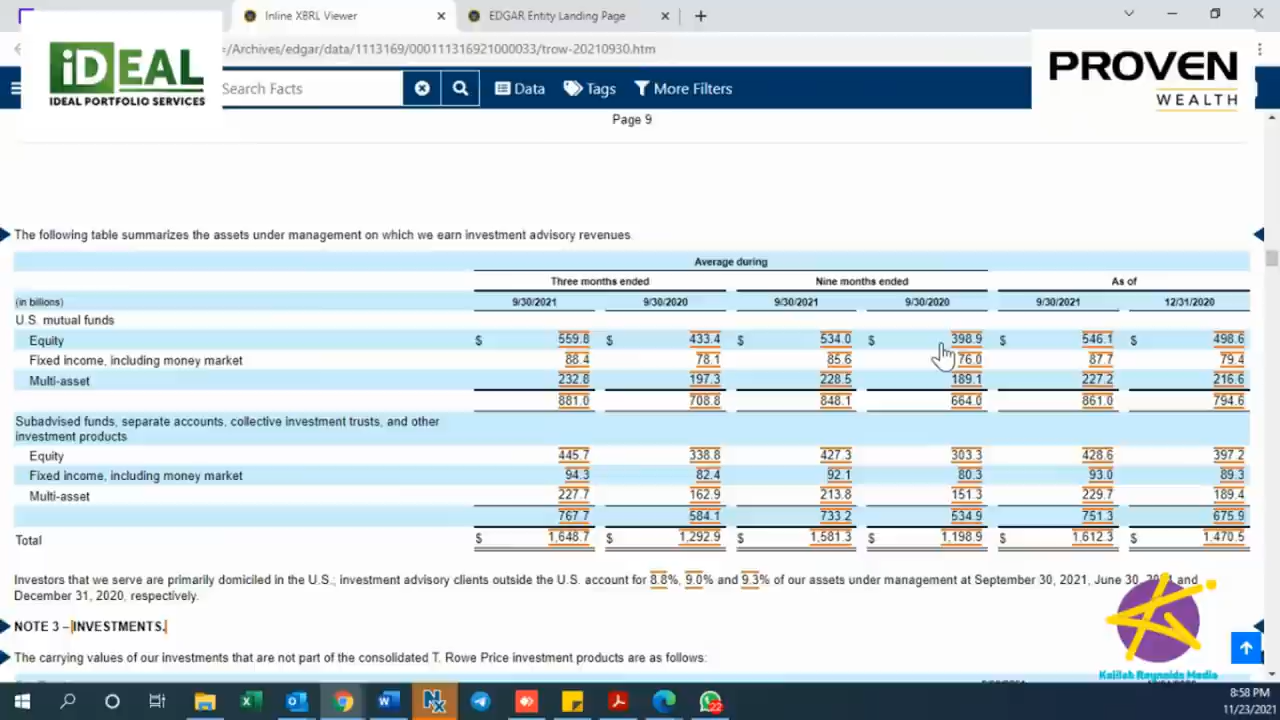 Inline XBRL Viewer
EDGAR Entity Landing Page
=/Archives/edgar/data/1113169/000111316921000033/trow-20210930.htm
iDEAL
IDEAL PORTFOLIO SERVICES
Search Facts
Data
Tags
More Filters
PROVEN
WEALTH
Page 9
The following table summarizes the assets under management on which we earn investment advisory revenues
Average during
Three months ended Nine months ended As of
(in billions) 9/30/2021 9/30/2020 9/30/2021 9/30/2020 9/30/2021 12/31/2020
U.S. mutual funds
Equity $ 559.8 $ 433.4 $ 534.0 $ 398.9 $ 546.1 $ 498.6
Fixed income, including money market 88.4 78.1 85.6 76.0 87.7 79.4
Multi-asset 232.8 197.3 228.5 189.1 227.2 216.6
881.0 708.8 848.1 664.0 861.0 794.6
Subadvised funds, separate accounts, collective investment trusts, and other
investment products
Equity 445.7 338.8 427.3 303.3 428.6 397.2
Fixed income, including money market 94.3 82.4 92.1 80.3 93.0 89.3
Multi-asset 227.7 162.9 213.8 151.3 229.7 189.4
767.7 584.1 733.2 534.9 751.3 675.9
Total $ 1,648.7 $ 1,292.9 $ 1,581.3 $ 1,198.9 $ 1,612.3 $ 1,470.5
Investors that we serve are primarily domiciled in the U.S.; investment advisory clients outside the U.S. account for 8.8%, 9.0% and 9.3% of our assets under management at September 30, 2021, June 30, and
December 31, 2020, respectively.
NOTE 3 – INVESTMENTS.
The carrying values of our investments that are not part of the consolidated T. Rowe Price investment products are as follows:
Kalilah Reynolds Media
22
8:58 PM
11/23/2021